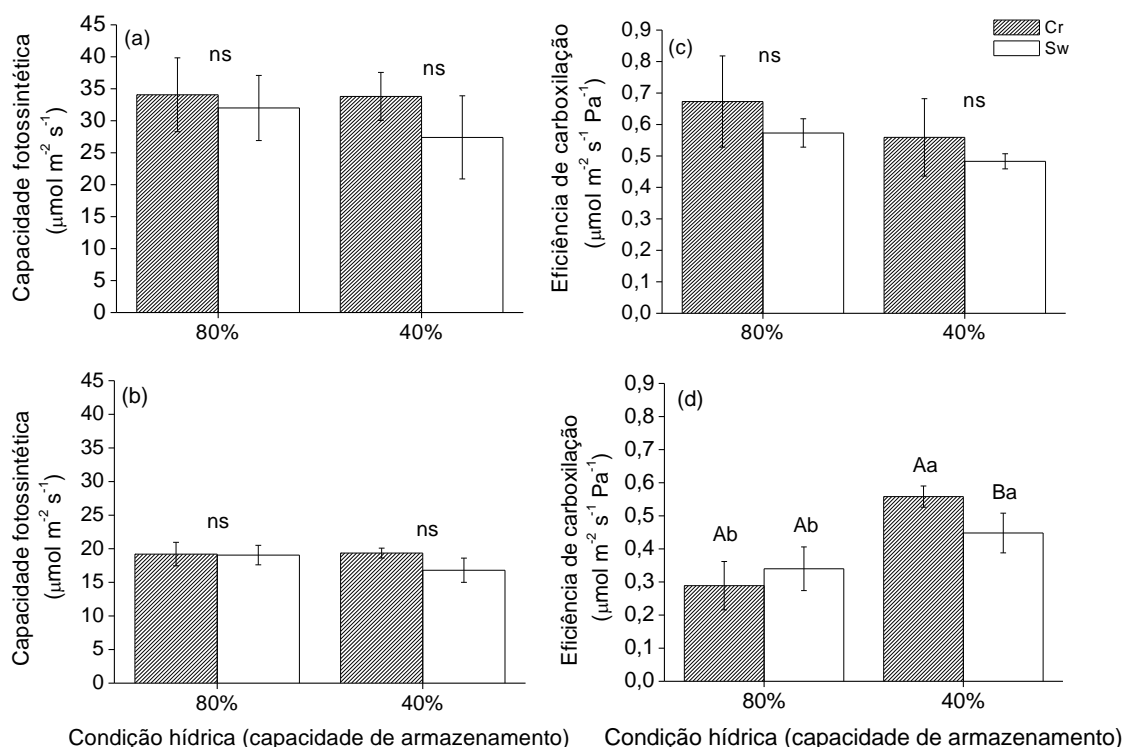 (a)
ns
ns
Capacidade fotossintética
(μmol m-2 s-1)
45
40
35
30
25
20
15
10
5
0
80%
40%
(c)
Cr
Sw
ns
ns
Eficiência de carboxilação
(μmol m-2 s-1 Pa-1)
0,9
0,8
0,7
0,6
0,5
0,4
0,3
0,2
0,1
0,0
80%
40%
(b)
ns
ns
Capacidade fotossintética
(μmol m-2 s-1)
45
40
35
30
25
20
15
10
5
0
80%
40%
Condição hídrica (capacidade de armazenamento)
(d)
Ab
Ab
Aa
Ba
Eficiência de carboxilação
(μmol m-2 s-1 Pa-1)
0,9
0,8
0,7
0,6
0,5
0,4
0,3
0,2
0,1
0,0
80%
40%
Condição hídrica (capacidade de armazenamento)